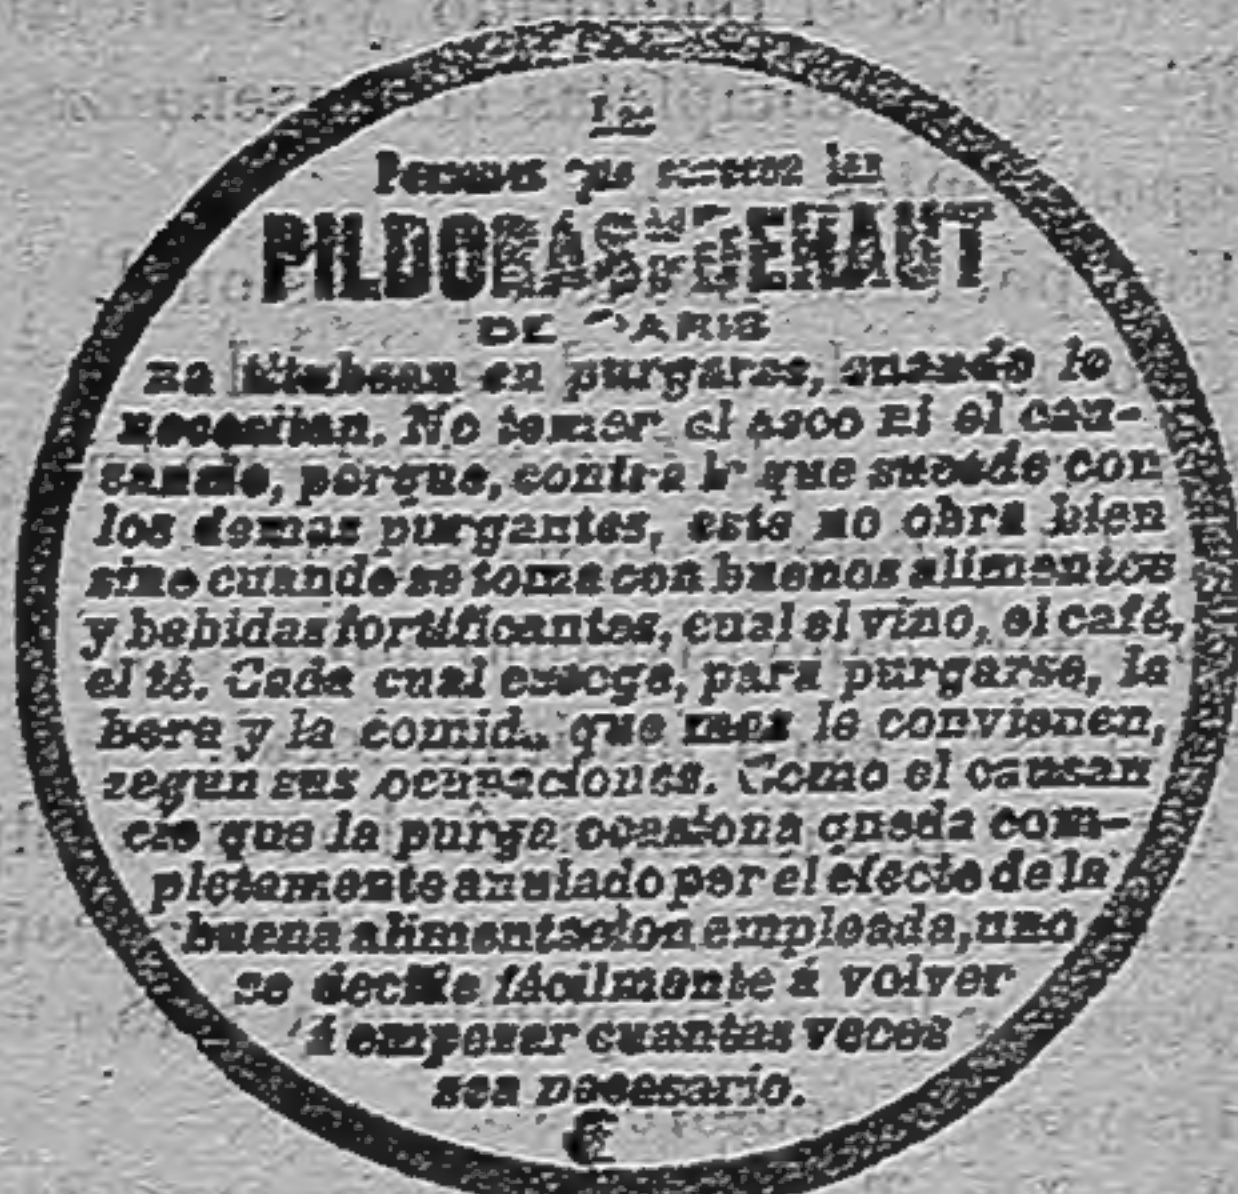 Las
Personas que conocen las
PILDORAS DEHAUT
DE PARIS
no titubean en purgarse, cuando lo
necesitan. No temen el asco ni el cau-
sancio, porque, contra lo que sucede con
los demas purgantes, este no obra bien
sino cuando se toma con buenos alimentos
y bebidas fortificantes, cual el vino, el café,
el té. Cada cual escoge, para purgarse, la
hora y la comida que mas le convienen,
segun sus ocupaciones. Como el causan
cio que la purga ocasiona queda com-
pletamente anulado por el efecto de la
buena alimentacion empleada, uno
se decide fácilmente á volver
á empezar cuantas veces
sea necesario.